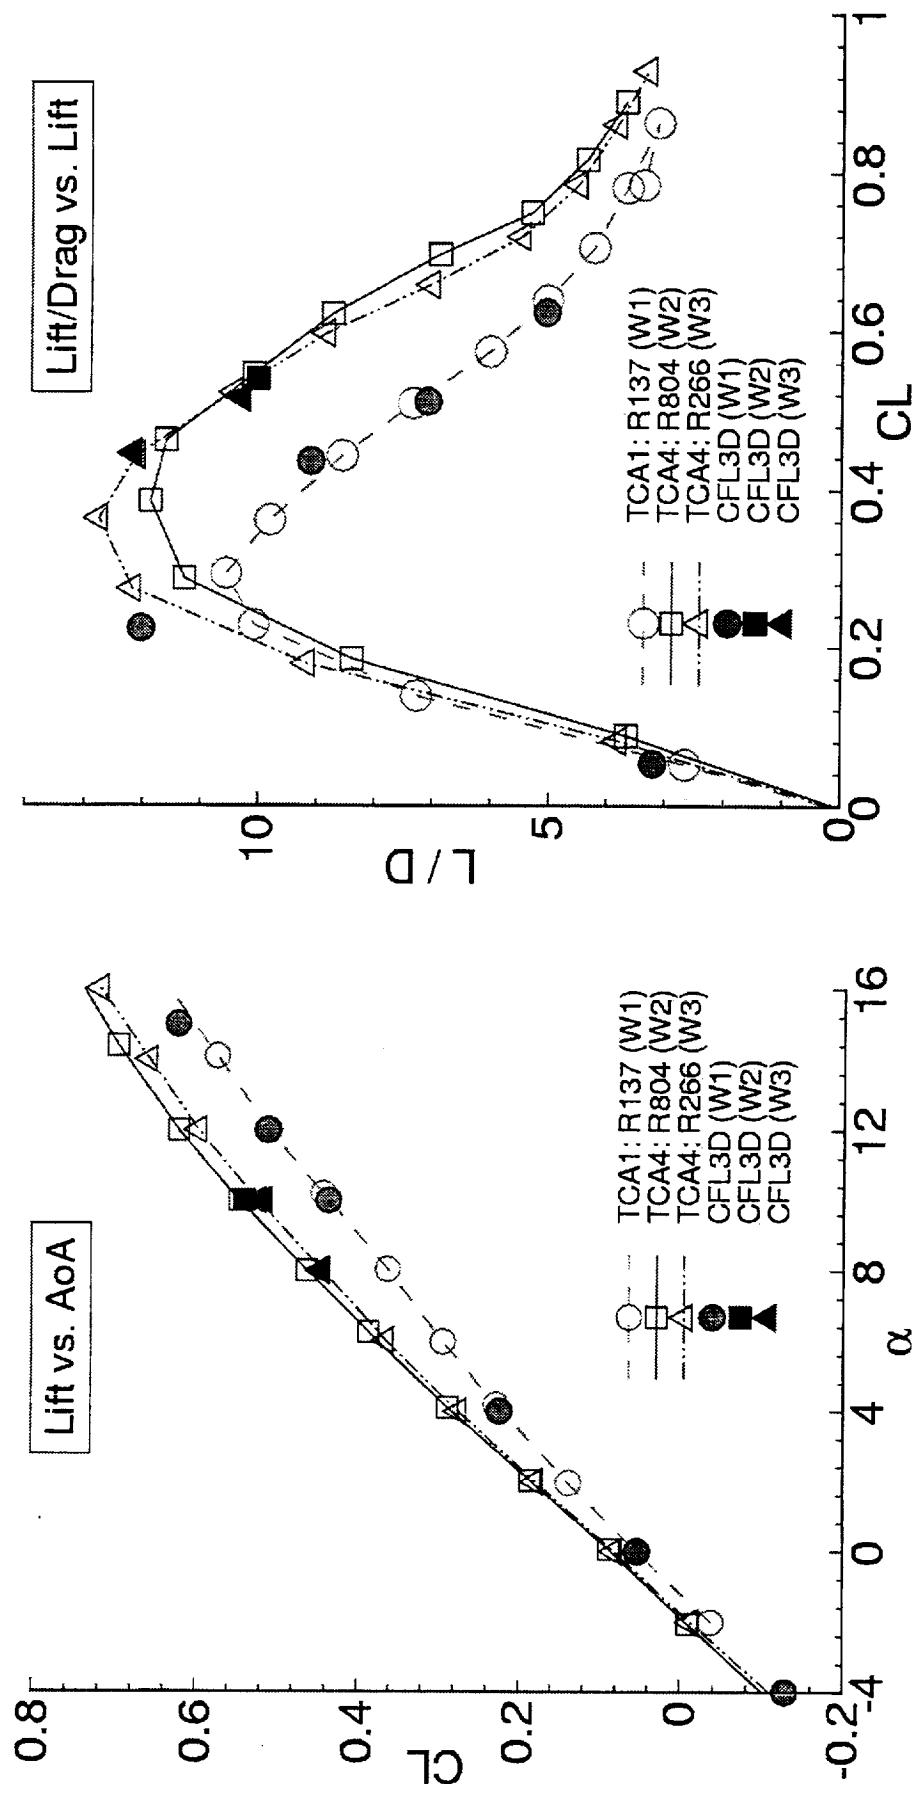 Lift vs. AoA
0.8
0.6
0.4
0.2
0
-0.2
CL
-4
0
4
8
12
16
α
TCA1: R137 (W1)
TCA4: R804 (W2)
TCA4: R266 (W3)
CFL3D (W1)
CFL3D (W2)
CFL3D (W3)
Lift/Drag vs. Lift
10
5
0
L/D
0
0.2
0.4
0.6
0.8
1
CL
TCA1: R137 (W1)
TCA4: R804 (W2)
TCA4: R266 (W3)
CFL3D (W1)
CFL3D (W2)
CFL3D (W3)